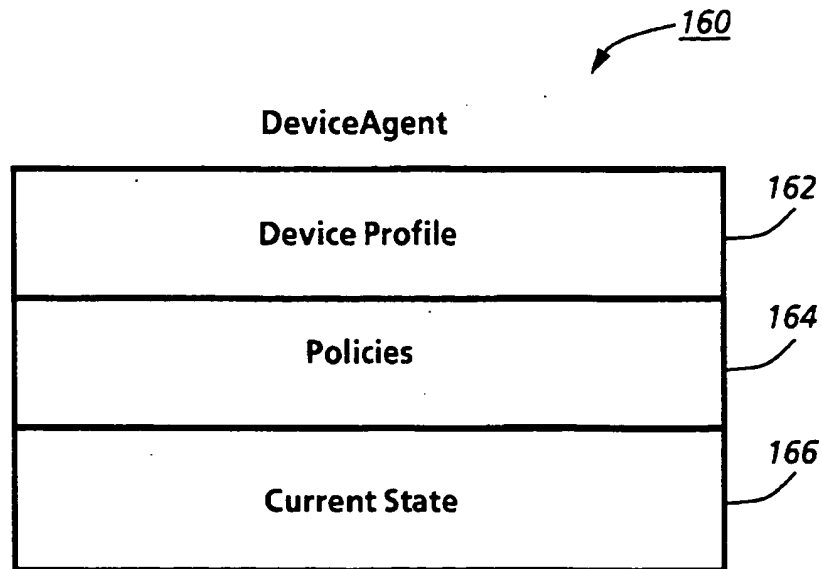 160
DeviceAgent
162
Device Profile
164
Policies
166
Current State